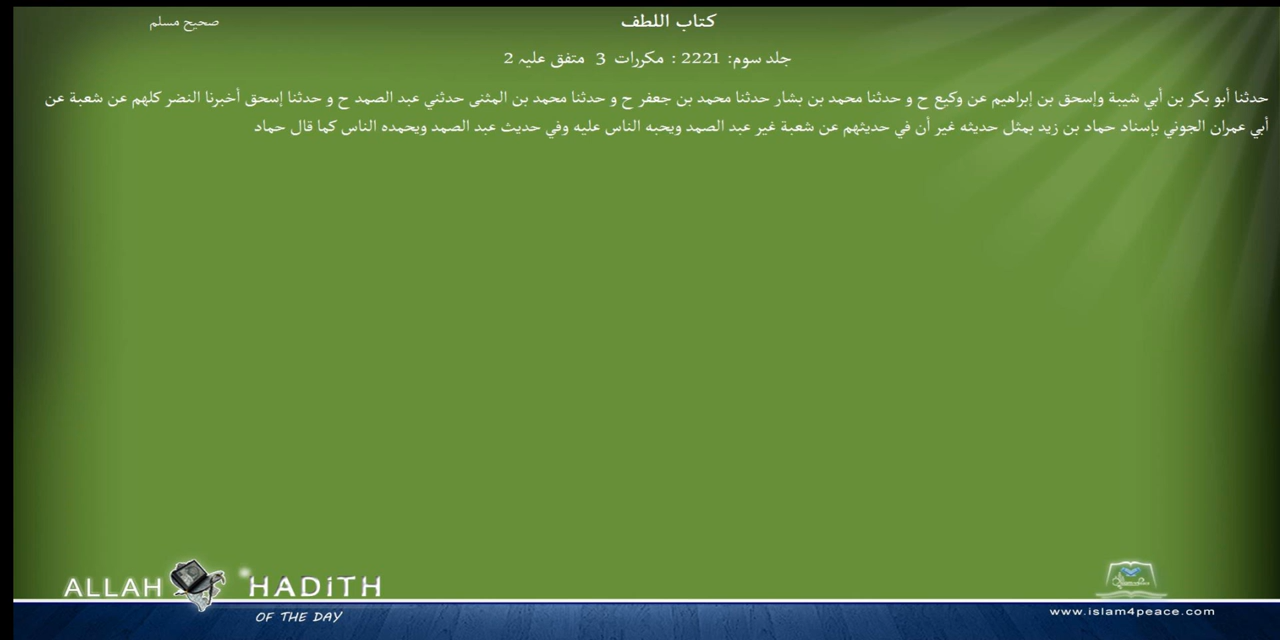 صحيح مسلم
كتاب اللطف
جلد سوم: 2221 : مكررات 3 متفق عليہ 2
حدثنا أبو بكر بن أبي شيبة وإسحق بن إبراهيم عن وكيع ح و حدثنا محمد بن بشار حدثنا محمد بن جعفر ح و حدثنا محمد بن المثنى حدثني عبد الصمد ح و حدثنا إسحق أخبرنا النضر كلهم عن شعبة عن
أبي عمران الجوني بإسناد حماد بن زيد بمثل حديثه غير أن في حديثهم عن شعبة غير عبد الصمد ويحبه الناس عليه وفي حديث عبد الصمد ويحمده الناس كما قال حماد
ALLAH HADITH
OF THE DAY
www.islam4peace.com